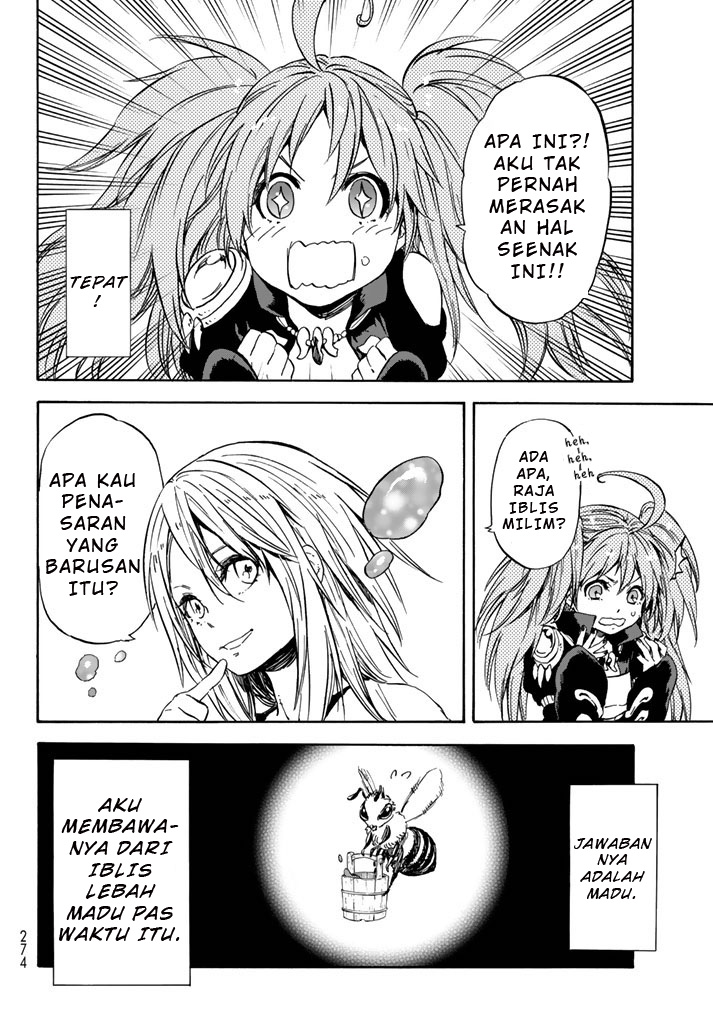 APA INI?!
AKU TAK
PERNAH
MERASAK
AN HAL
SEENAK
INI!!
TEPAT
!
heh,
heh,
heh
ADA
APA,
RAJA
IBLIS
MILIM?
APA KAU
PENA-
SARAN
YANG
BARUSAN
ITU?
JAWABAN
NYA
ADALAH
MADU.
AKU
MEMBAWA-
NYA DARI
IBLIS
LEBAH
MADU PAS
WAKTU ITU.
274